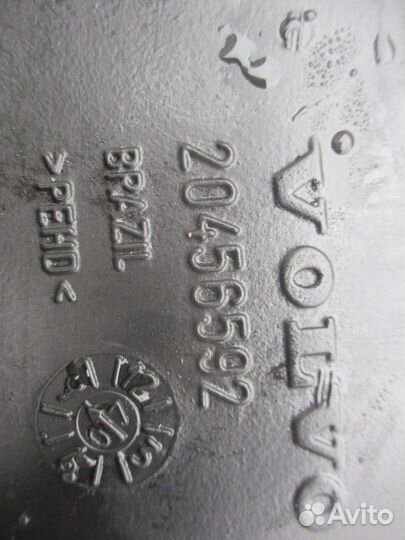 VOLVO
20456592
BRAZIL
>PEHD<
Avito